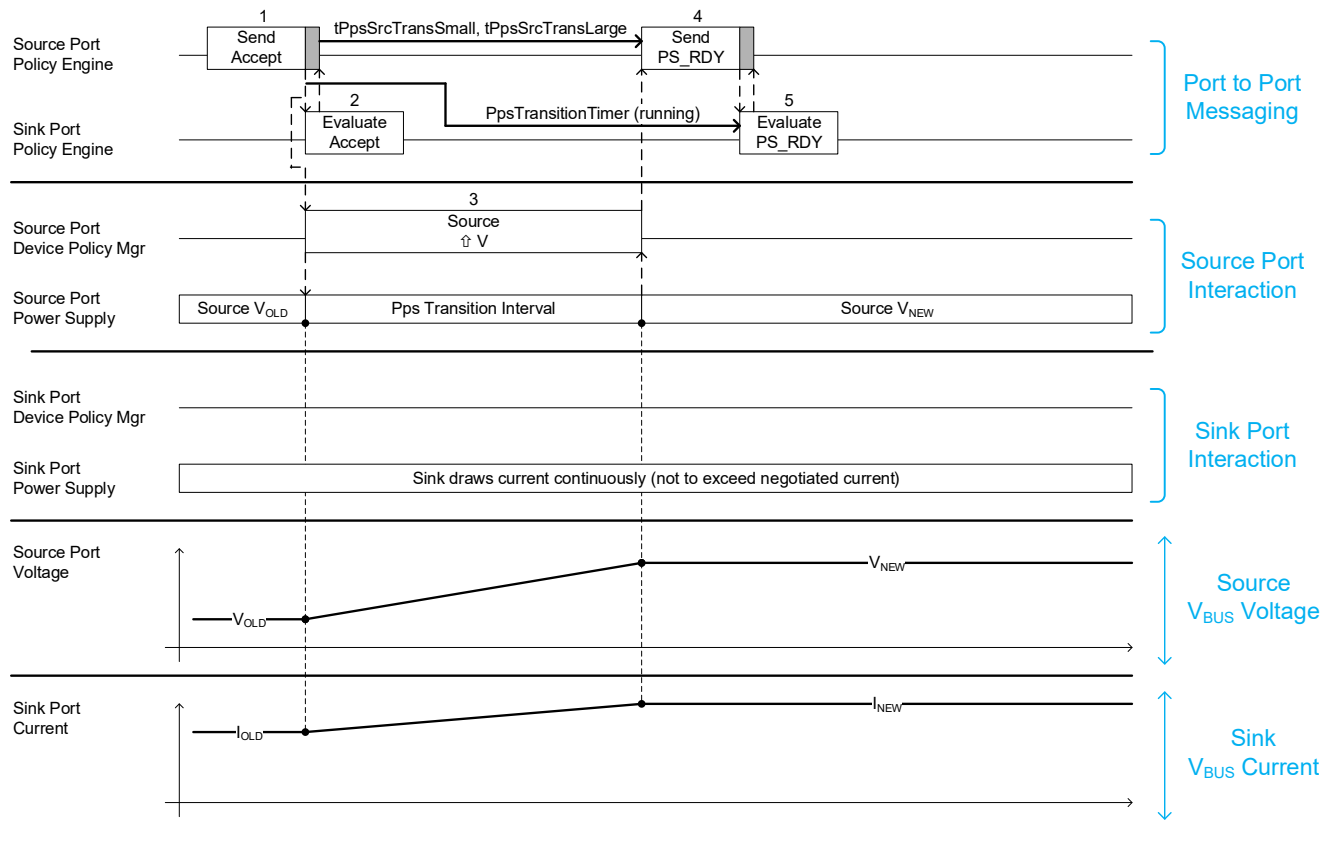 1
tPpsSrcTransSmall, tPpsSrcTransLarge
4
Source Port
Policy Engine
Send
Accept
Send
PS_RDY
Port to Port
Messaging
2
PpsTransitionTimer (running)
5
Sink Port
Policy Engine
Evaluate
Accept
Evaluate
PS_RDY
3
Source Port
Device Policy Mgr
Source
⇧ V
Source Port
Interaction
Source Port
Power Supply
Source VOLD
Pps Transition Interval
Source VNEW
Sink Port
Device Policy Mgr
Sink Port
Interaction
Sink Port
Power Supply
Sink draws current continuously (not to exceed negotiated current)
Source Port
Voltage
VOLD
VNEW
Source
VBUS Voltage
Sink Port
Current
IOLD
INEW
Sink
VBUS Current